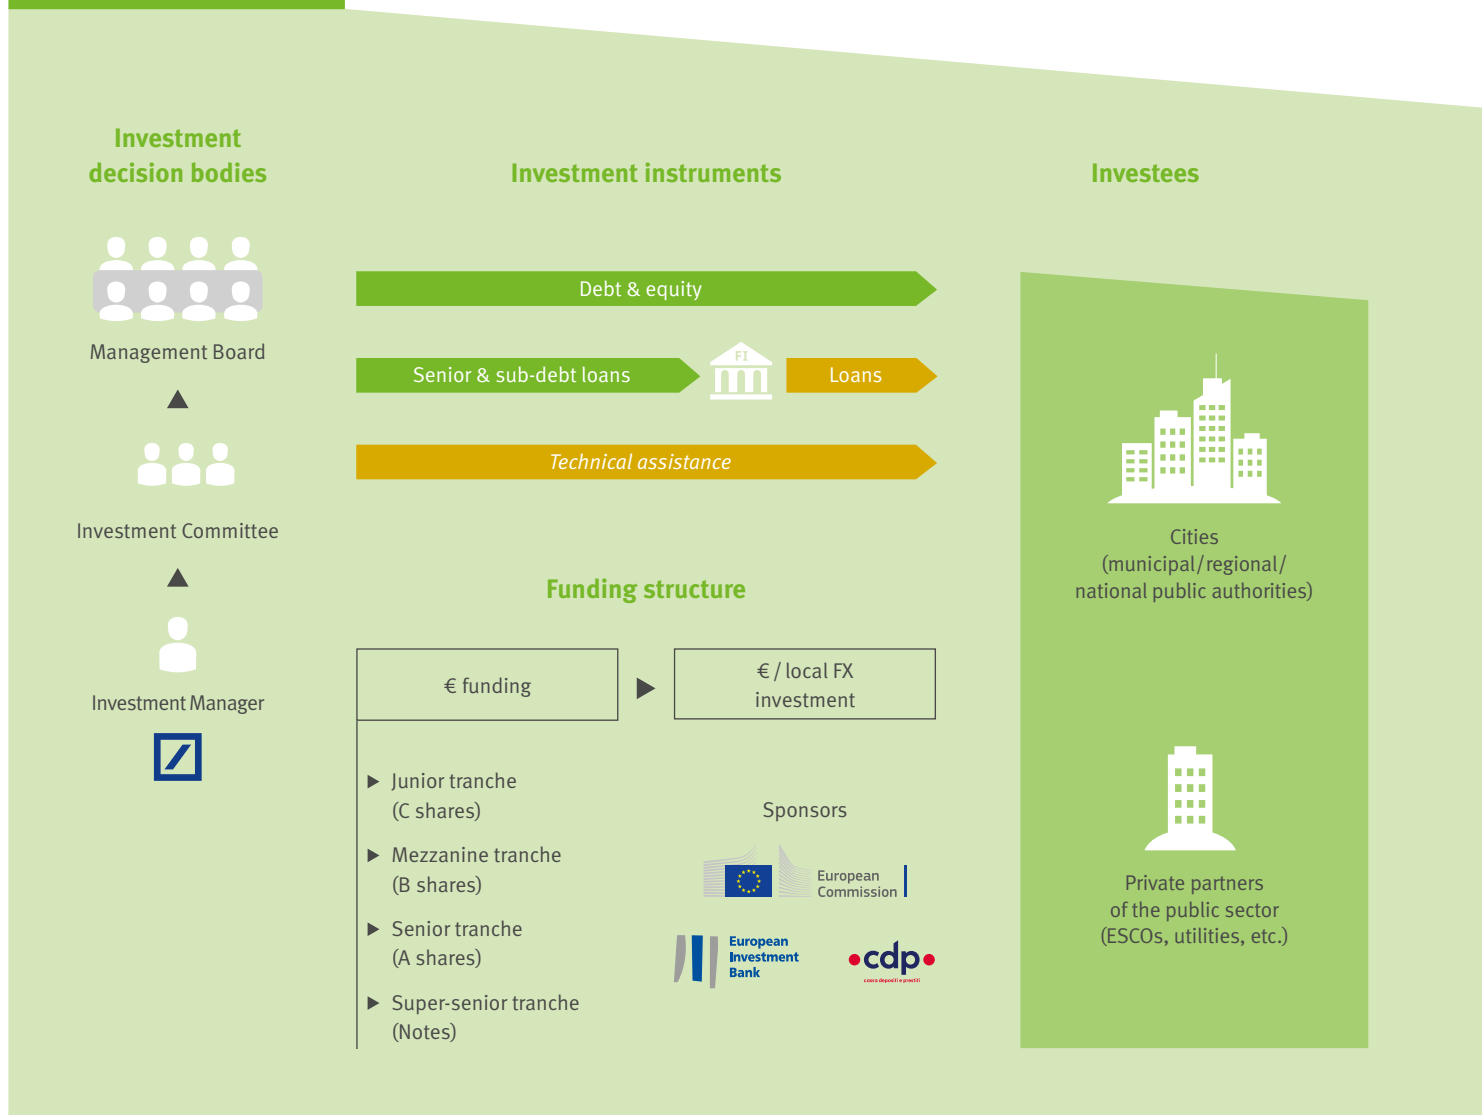 Investment
decision bodies
Management Board
Investment Committee
Investment Manager
Investment instruments
Debt & equity
Senior & sub-debt loans
FI
Loans
Technical assistance
Funding structure
€ funding
€ / local FX
investment
Junior tranche
(C shares)
Mezzanine tranche
(B shares)
Senior tranche
(A shares)
Super-senior tranche
(Notes)
Sponsors
European
Commission
European
Investment
Bank
cdp
cassa depositi e prestiti
Investees
Cities
(municipal/regional/
national public authorities)
Private partners
of the public sector
(ESCOs, utilities, etc.)